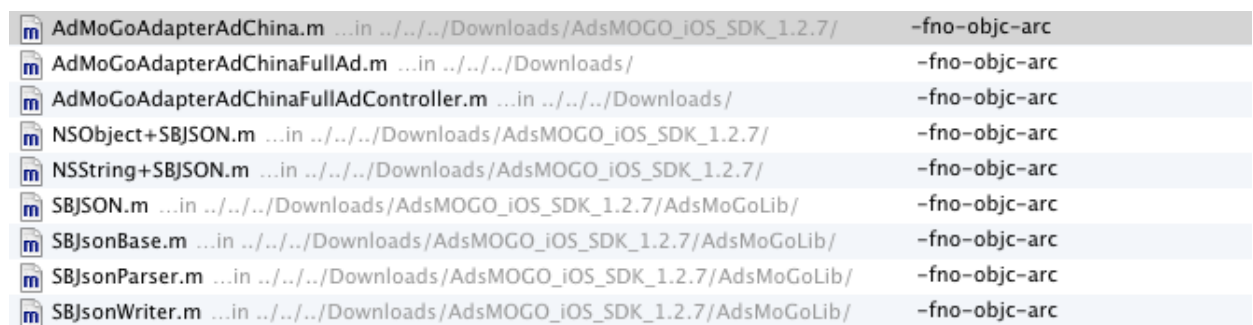 AdMoGoAdapterAdChina.m ...in ../../../Downloads/AdsMOGO_iOS_SDK_1.2.7/ -fno-objc-arc
AdMoGoAdapterAdChinaFullAd.m ...in ../../../Downloads/ -fno-objc-arc
AdMoGoAdapterAdChinaFullAdController.m ...in ../../../Downloads/ -fno-objc-arc
NSObject+SBJSON.m ...in ../../../Downloads/AdsMOGO_iOS_SDK_1.2.7/ -fno-objc-arc
NSString+SBJSON.m ...in ../../../Downloads/AdsMOGO_iOS_SDK_1.2.7/ -fno-objc-arc
SBJSON.m ...in ../../../Downloads/AdsMOGO_iOS_SDK_1.2.7/AdsMoGoLib/ -fno-objc-arc
SBJsonBase.m ...in ../../../Downloads/AdsMOGO_iOS_SDK_1.2.7/AdsMoGoLib/ -fno-objc-arc
SBJsonParser.m ...in ../../../Downloads/AdsMOGO_iOS_SDK_1.2.7/AdsMoGoLib/ -fno-objc-arc
SBJsonWriter.m ...in ../../../Downloads/AdsMOGO_iOS_SDK_1.2.7/AdsMoGoLib/ -fno-objc-arc